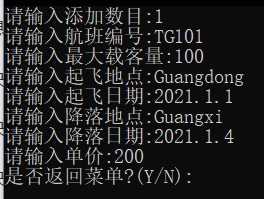 请输入添加数目:1
请输入航班编号:TG101
请输入最大载客量:100
请输入起飞地点:Guangdong
请输入起飞日期:2021.1.1
请输入降落地点:Guangxi
请输入降落日期:2021.1.4
请输入单价:200
是否返回菜单?(Y/N):